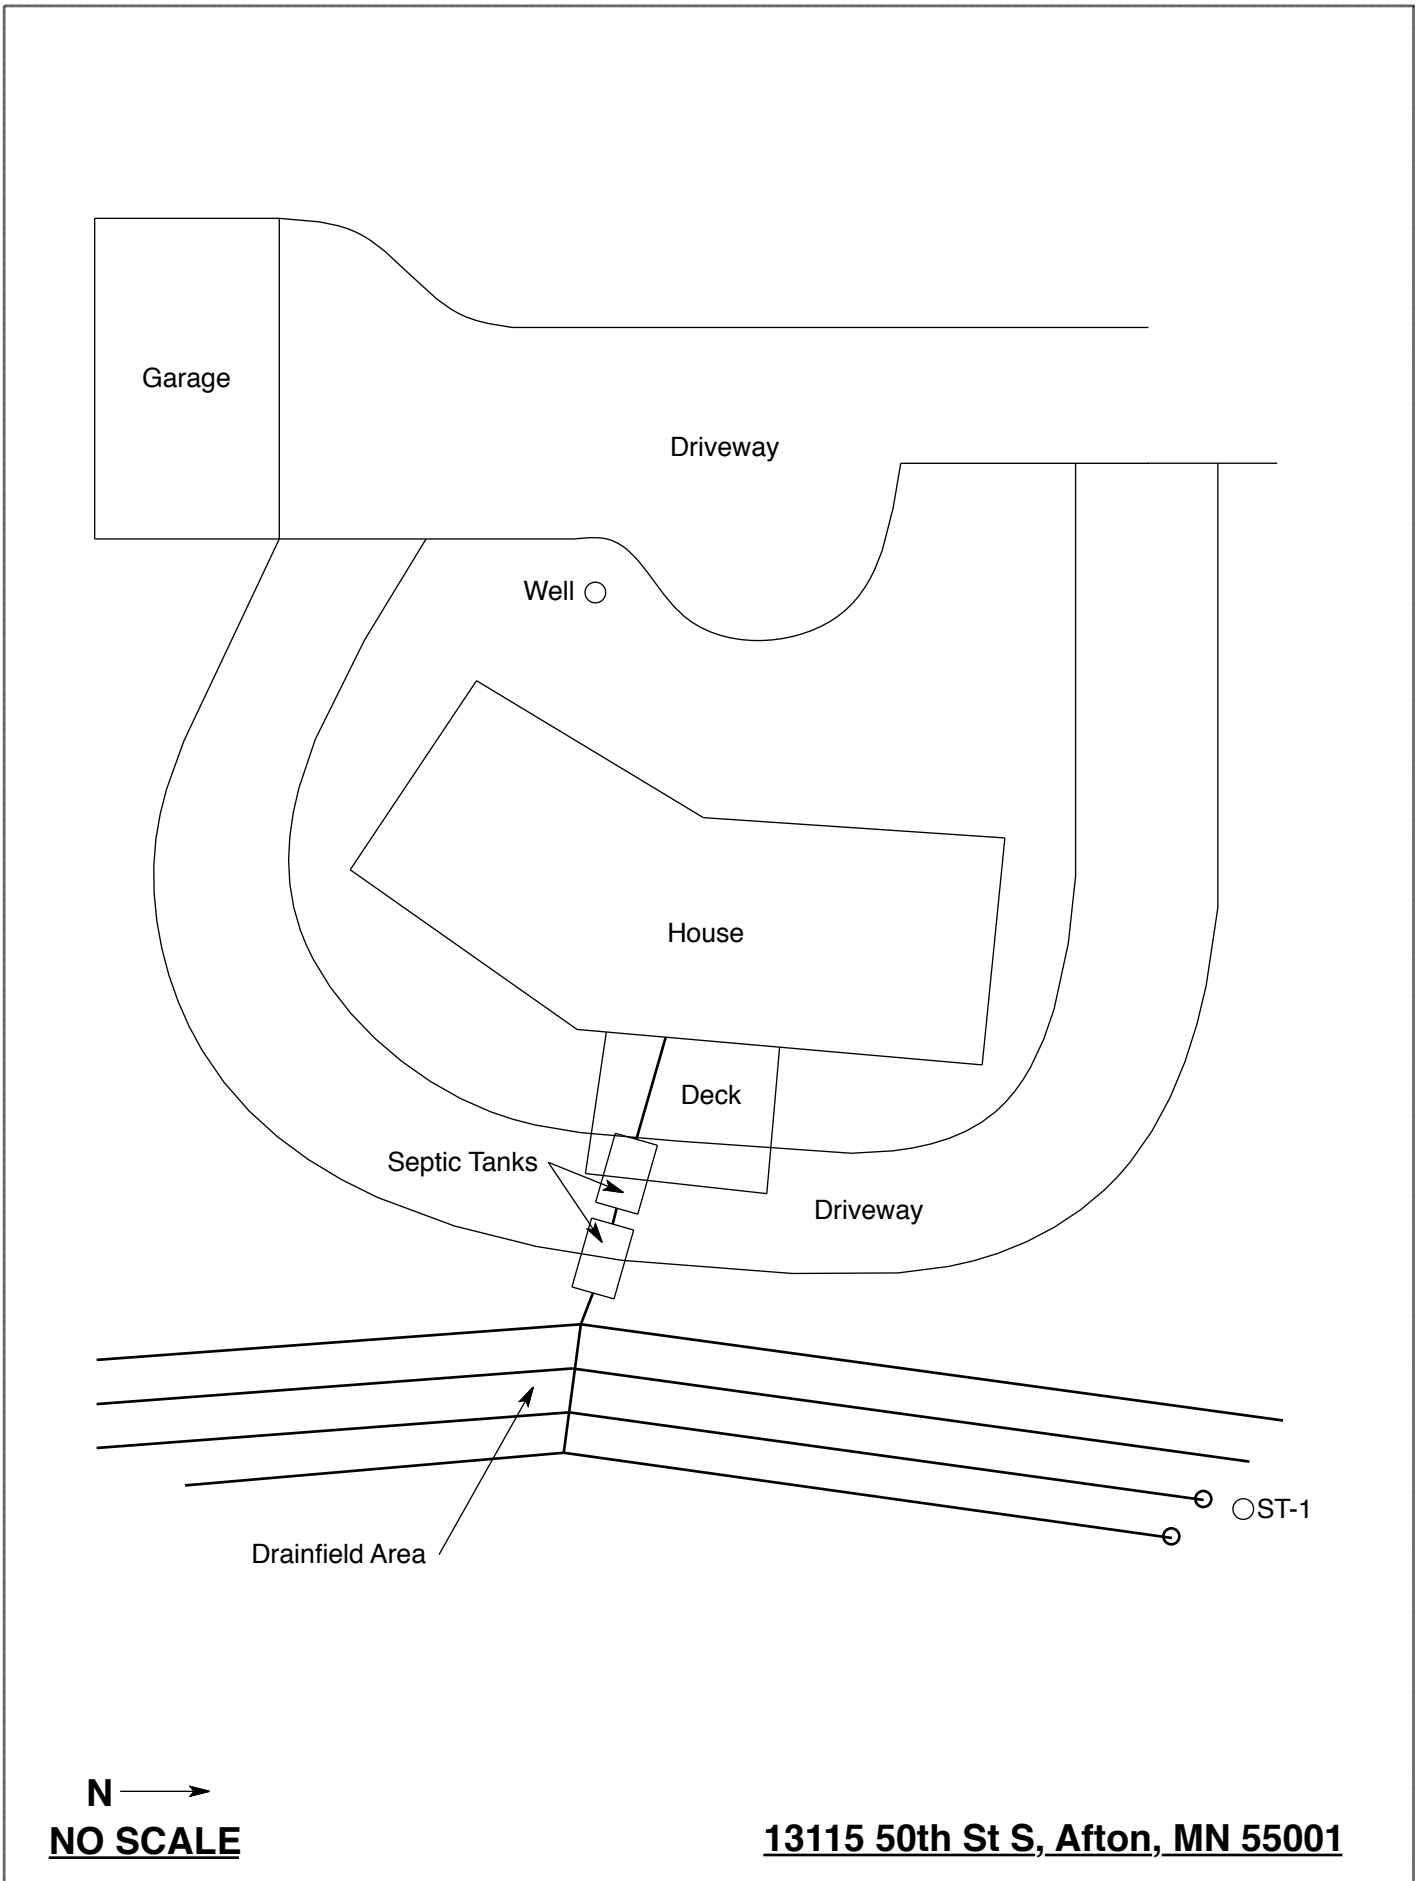 Garage
Driveway
Well
House
Deck
Septic Tanks
Driveway
ST-1
Drainfield Area
N
NO SCALE
13115 50th St S, Afton, MN 55001